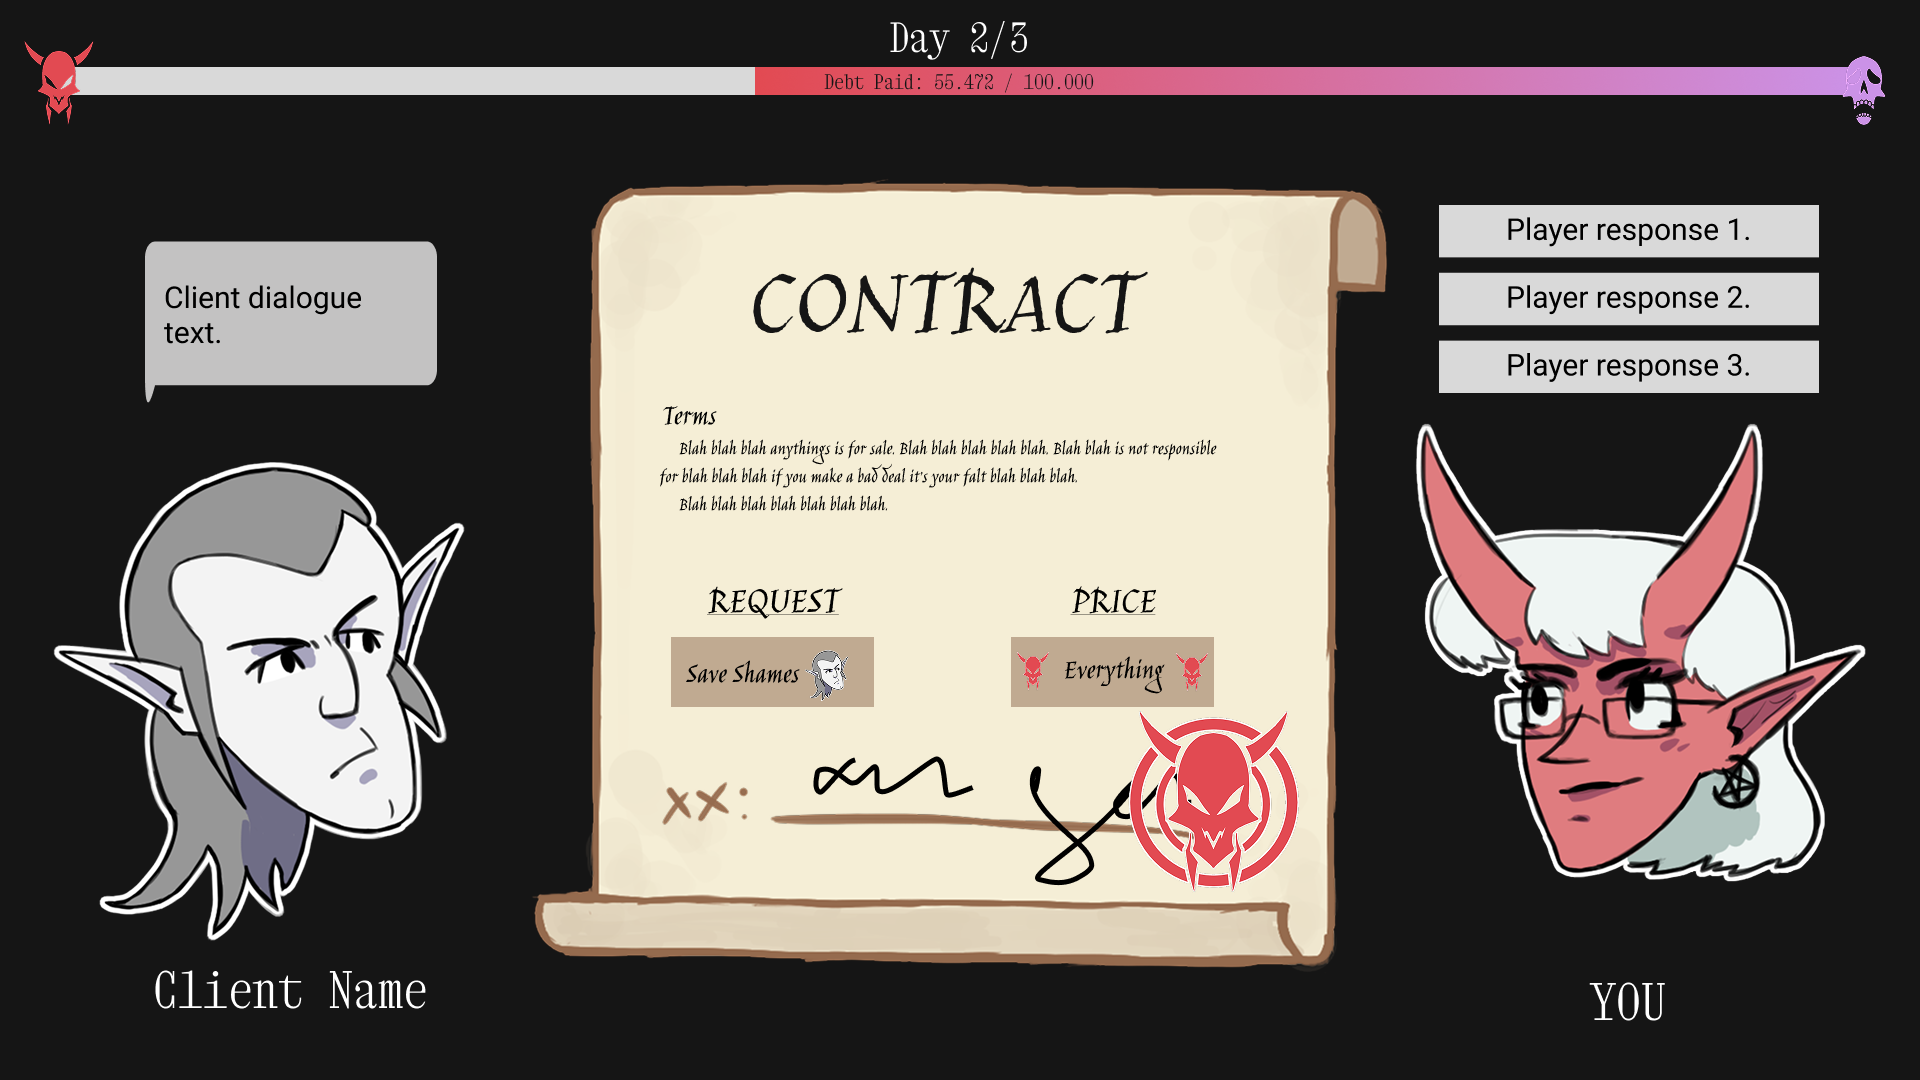 Day 2/3
Debt Paid: 55.472 / 100.000
Client dialogue
text.
Player response 1.
Player response 2.
Player response 3.
CONTRACT
Terms
Blah blah blah anythings is for sale. Blah blah blah blah blah. Blah blah is not responsible
for blah blah blah if you make a bad deal it's your falt blah blah blah.
Blah blah blah blah blah blah blah.
REQUEST
PRICE
Save Shames
Everything
xx:
Client Name
YOU